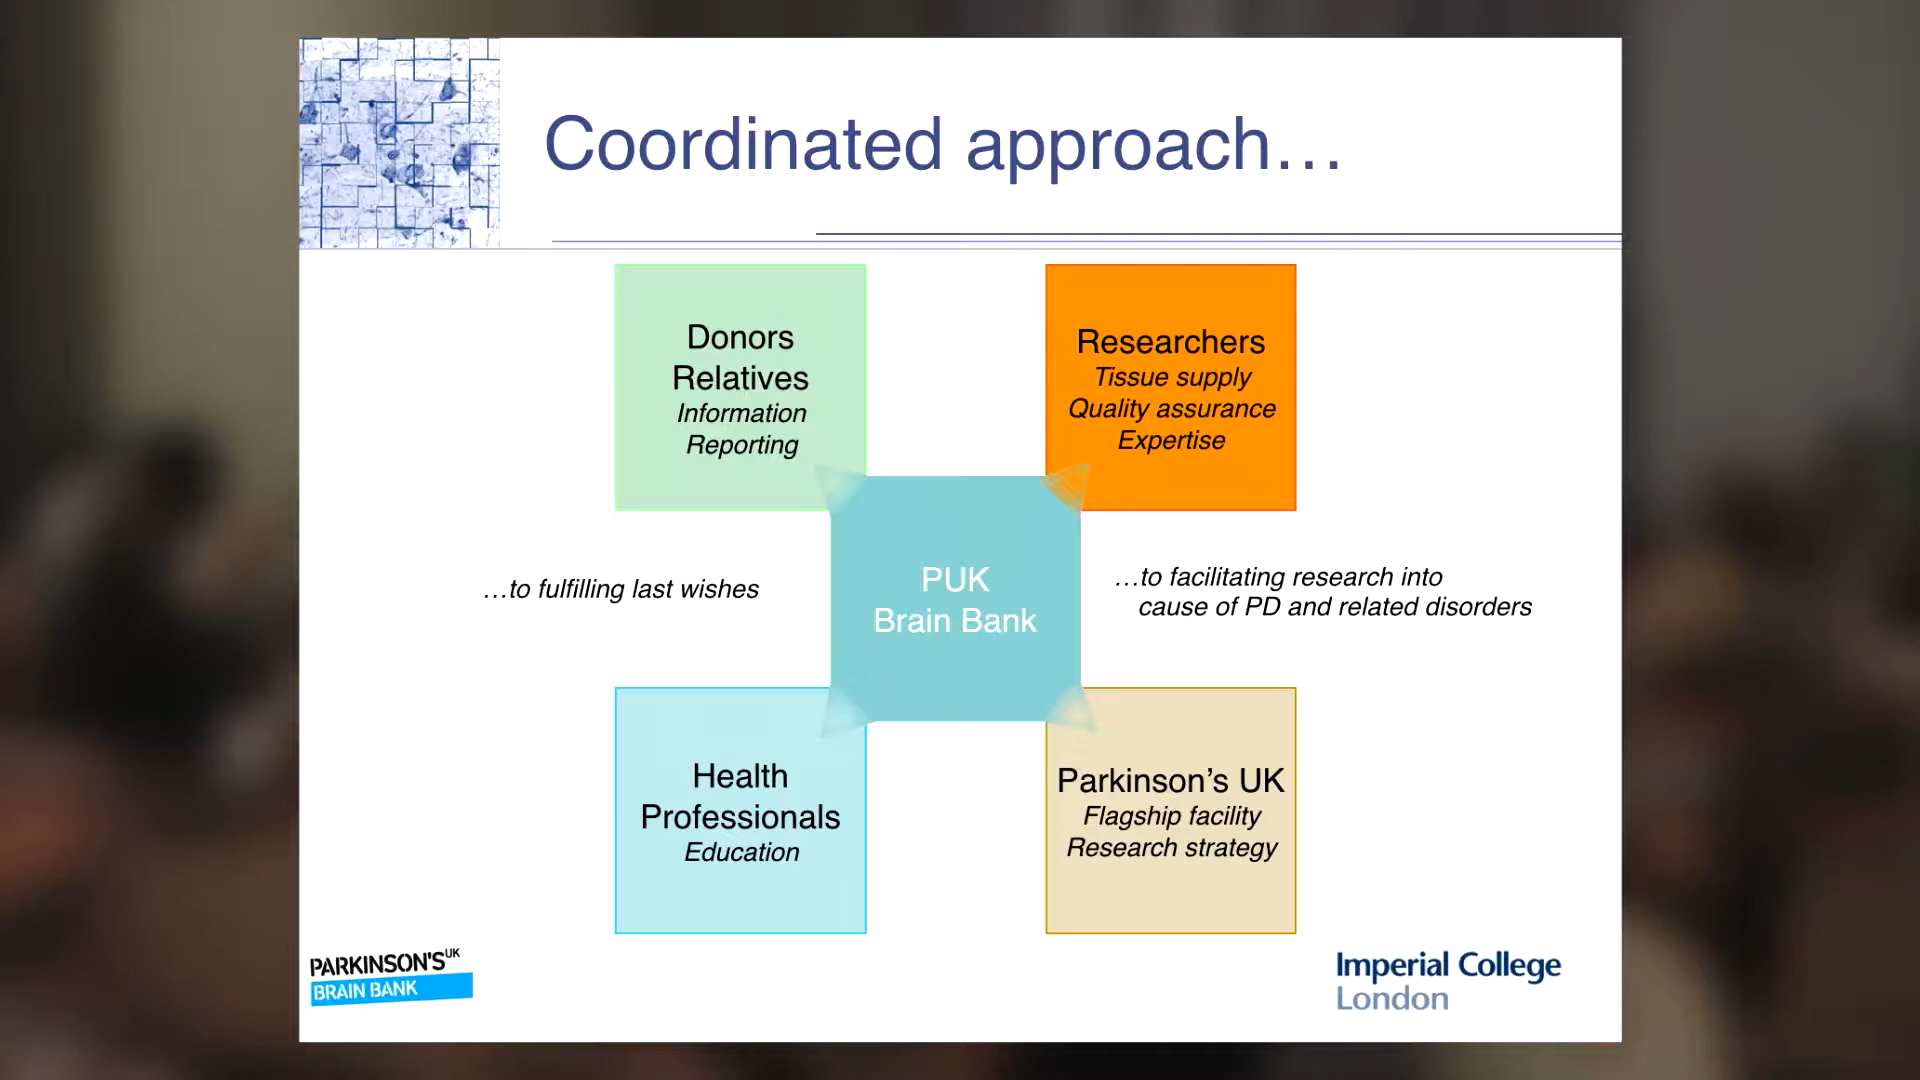 Coordinated approach…
Donors
Relatives
Information
Reporting
Researchers
Tissue supply
Quality assurance
Expertise
…to fulfilling last wishes
PUK
Brain Bank
…to facilitating research into
cause of PD and related disorders
Health
Professionals
Education
Parkinson’s UK
Flagship facility
Research strategy
PARKINSON'S UK
BRAIN BANK
Imperial College
London